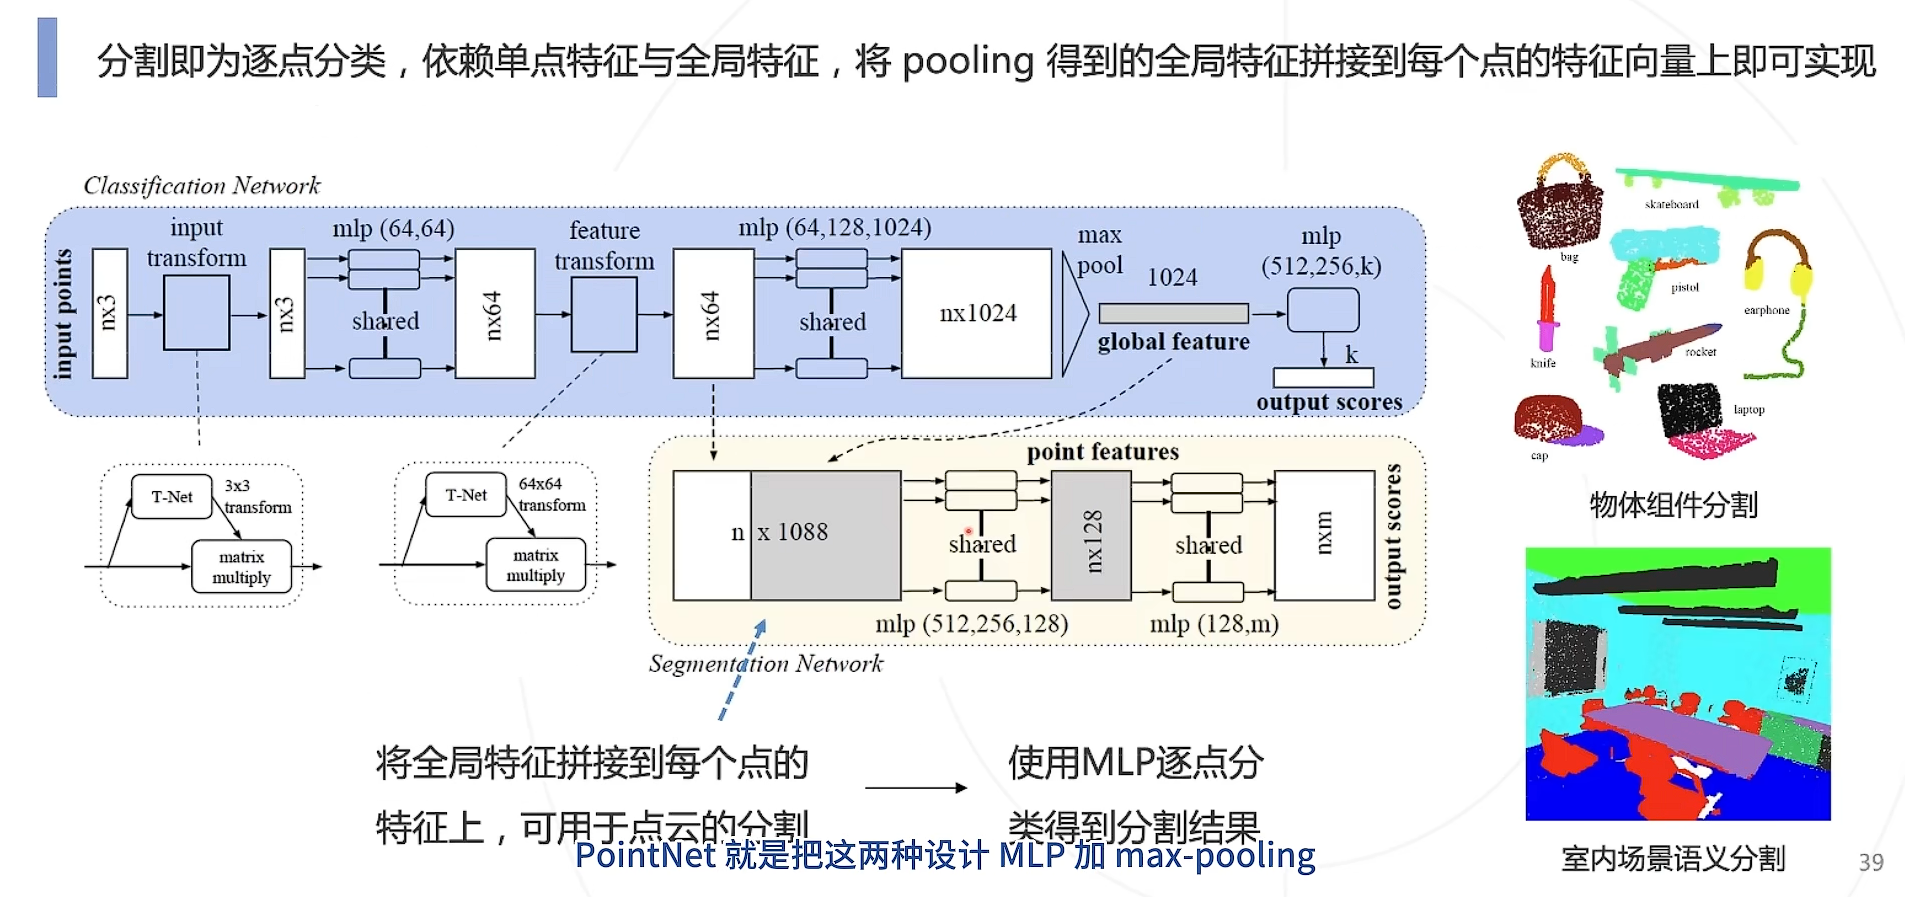 分割即为逐点分类，依赖单点特征与全局特征，将 pooling 得到的全局特征拼接到每个点的特征向量上即可实现
Classification Network
input points
nx3
input
transform
nx3
mlp (64,64)
shared
nx64
feature
transform
nx64
mlp (64,128,1024)
shared
nx1024
max
pool
1024
global feature
mlp
(512,256,k)
k
output scores
T-Net
3x3
transform
matrix
multiply
T-Net
64x64
transform
matrix
multiply
n x 1088
shared
mlp (512,256,128)
point features
nx128
shared
mlp (128,m)
nxm
output scores
Segmentation Network
bag
skateboard
pistol
earphone
knife
rocket
cap
laptop
物体组件分割
室内场景语义分割
将全局特征拼接到每个点的
特征上，可用于点云的分割
使用MLP逐点分
类得到分割结果
PointNet 就是把这两种设计 MLP 加 max-pooling
39